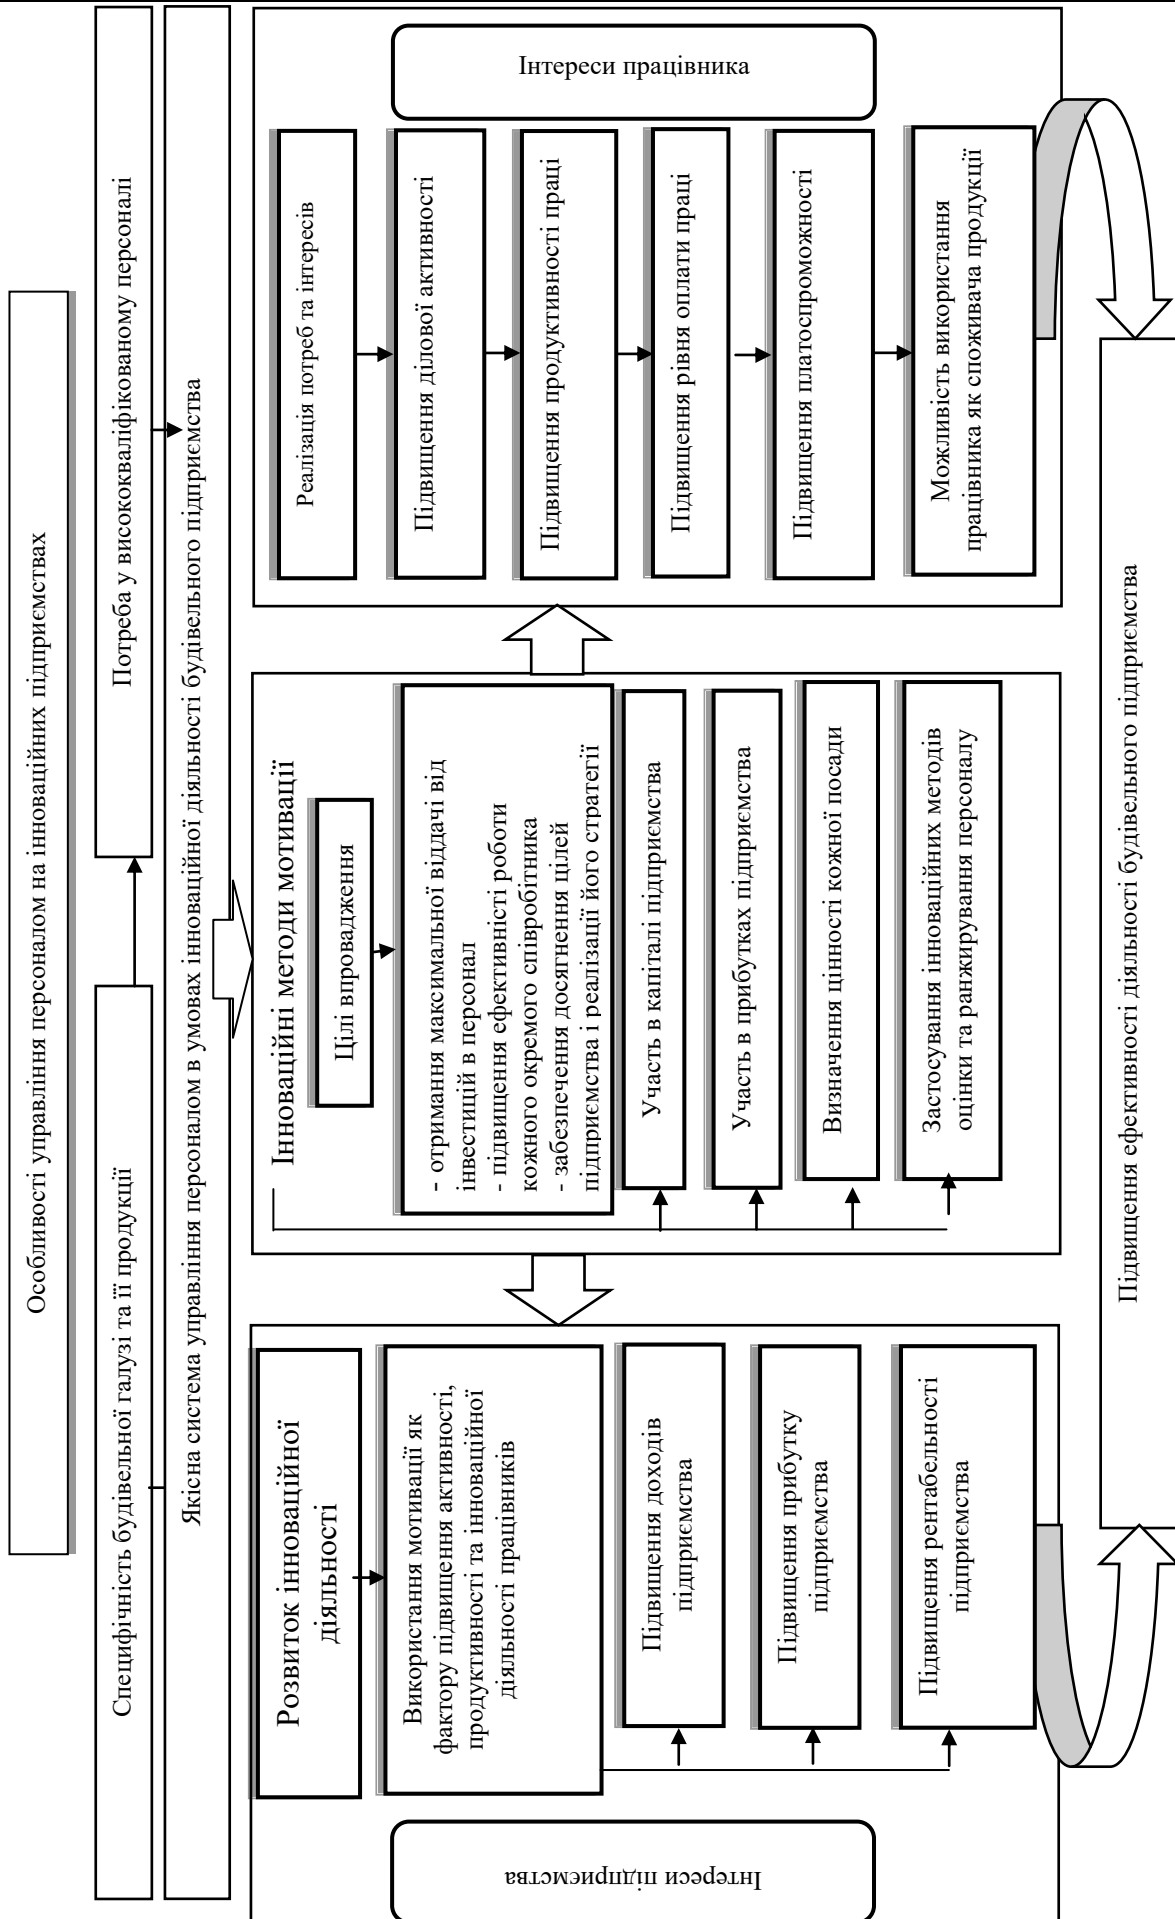 Особливості управління персоналом на інноваційних підприємствах
Специфічність будівельної галузі та її продукції
Потреба у висококваліфікованому персоналі
Якісна система управління персоналом в умовах інноваційної діяльності будівельного підприємства
Інтереси підприємства
Розвиток інноваційної
діяльності
Використання мотивації як
фактору підвищення активності,
продуктивності та інноваційної
діяльності працівників
Підвищення доходів
підприємства
Підвищення прибутку
підприємства
Підвищення рентабельності
підприємства
Інноваційні методи мотивації
Цілі впровадження
- отримання максимальної віддачі від
інвестицій в персонал
- підвищення ефективності роботи
кожного окремого співробітника
- забезпечення досягнення цілей
підприємства і реалізації його стратегії
Участь в капіталі підприємства
Участь в прибутках підприємства
Визначення цінності кожної посади
Застосування інноваційних методів
оцінки та ранжирування персоналу
Інтереси працівника
Реалізація потреб та інтересів
Підвищення ділової активності
Підвищення продуктивності праці
Підвищення рівня оплати праці
Підвищення платоспроможності
Можливість використання
працівника як споживача продукції
Підвищення ефективності діяльності будівельного підприємства